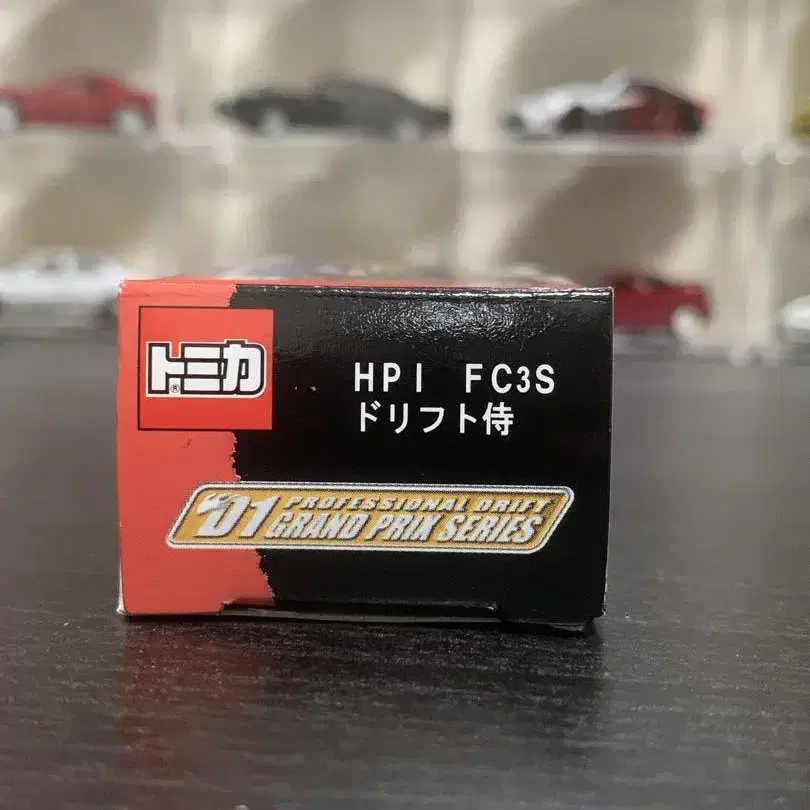 トミカ
®
HPI FC3S
ドリフト侍
D1 PROFESSIONAL DRIFT
GRAND PRIX SERIES